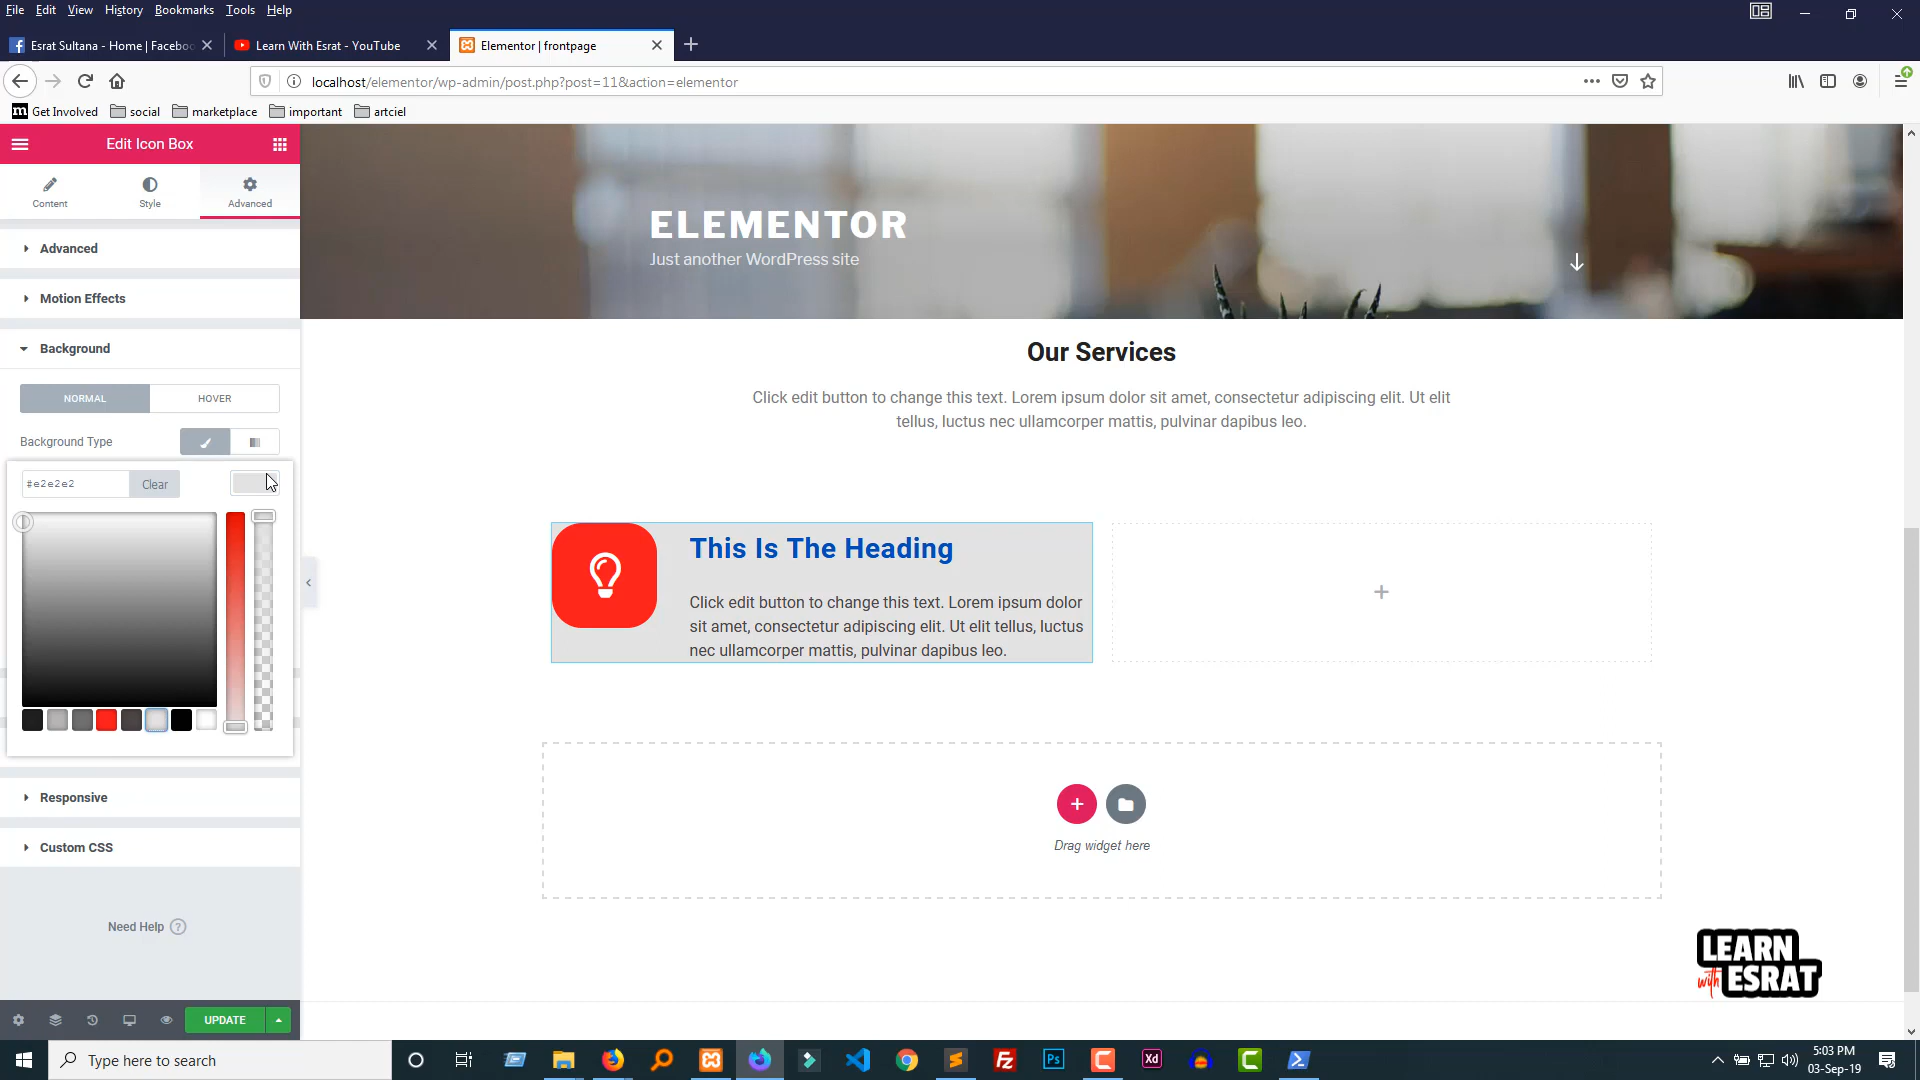 File Edit View History Bookmarks Tools Help
Esrat Sultana - Home | Faceboo
Learn With Esrat - YouTube
Elementor | frontpage
localhost/elementor/wp-admin/post.php?post=11&action=elementor
Get Involved social marketplace important artciel
Edit Icon Box
Content Style Advanced
Advanced
Motion Effects
Background
NORMAL HOVER
Background Type
#e2e2e2 Clear
Responsive
Custom CSS
Need Help ?
UPDATE
ELEMENTOR
Just another WordPress site
Our Services
Click edit button to change this text. Lorem ipsum dolor sit amet, consectetur adipiscing elit. Ut elit
tellus, luctus nec ullamcorper mattis, pulvinar dapibus leo.
This Is The Heading
Click edit button to change this text. Lorem ipsum dolor
sit amet, consectetur adipiscing elit. Ut elit tellus, luctus
nec ullamcorper mattis, pulvinar dapibus leo.
Drag widget here
LEARN
with ESRAT
Type here to search
Ps
Xd
5:03 PM
03-Sep-19